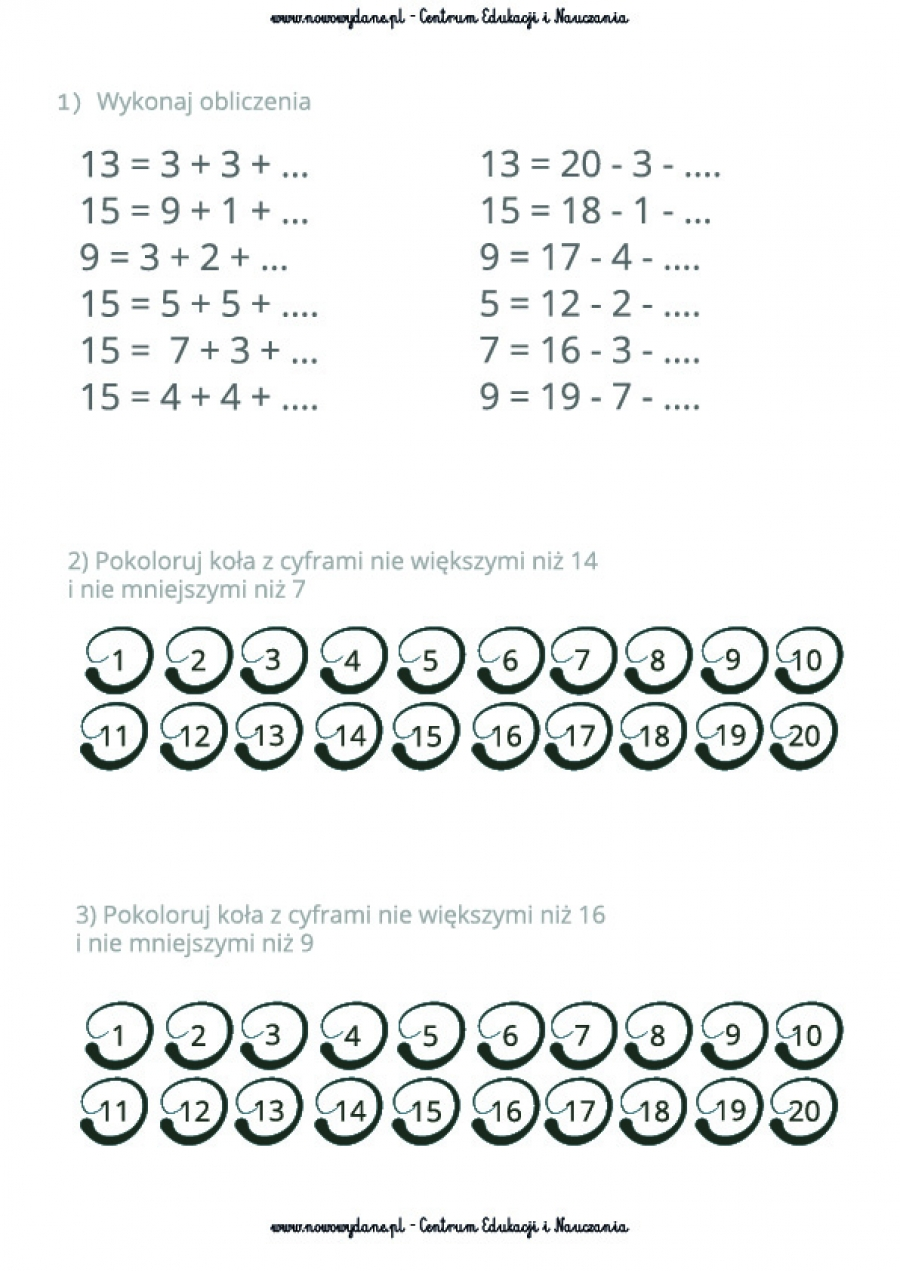 www.nowowydane.pl - Centrum Edukacji i Nauczania
1) Wykonaj obliczenia
13 = 3 + 3 + ...
15 = 9 + 1 + ...
9 = 3 + 2 + ...
15 = 5 + 5 + ....
15 = 7 + 3 + ...
15 = 4 + 4 + ....
13 = 20 - 3 - ....
15 = 18 - 1 - ...
9 = 17 - 4 - ....
5 = 12 - 2 - ....
7 = 16 - 3 - ....
9 = 19 - 7 - ....
2) Pokoloruj koła z cyframi nie większymi niż 14
i nie mniejszymi niż 7
1 2 3 4 5 6 7 8 9 10
11 12 13 14 15 16 17 18 19 20
3) Pokoloruj koła z cyframi nie większymi niż 16
i nie mniejszymi niż 9
1 2 3 4 5 6 7 8 9 10
11 12 13 14 15 16 17 18 19 20
www.nowowydane.pl - Centrum Edukacji i Nauczania